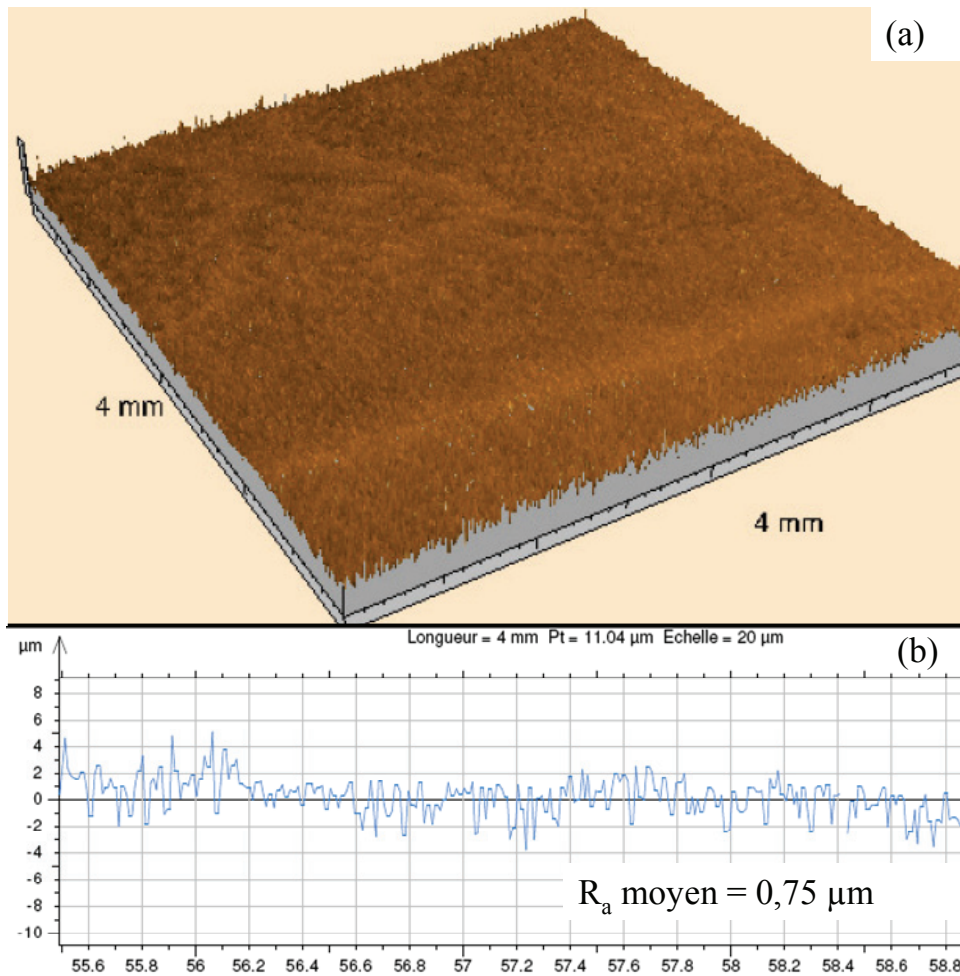 (a)
4 mm
4 mm
Longueur = 4 mm Pt = 11.04 µm Echelle = 20 µm
(b)
µm
8
6
4
2
0
-2
-4
-6
-8
-10
Ra moyen = 0,75 µm
55.6 55.8 56 56.2 56.4 56.6 56.8 57 57.2 57.4 57.6 57.8 58 58.2 58.4 58.6 58.8